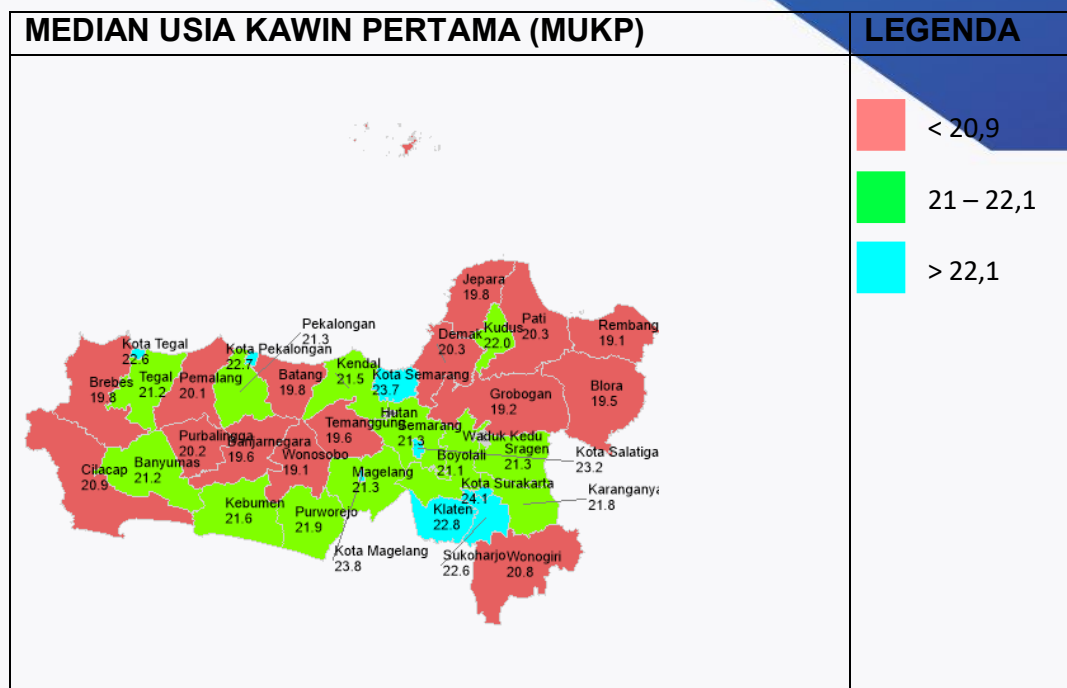 MEDIAN USIA KAWIN PERTAMA (MUKP)
LEGENDA
< 20,9
21 – 22,1
> 22,1
Jepara
19.8
Pati
20.3
Rembang
19.1
Demak
20.3
Kudus
22.0
Pekalongan
21.3
Kota Tegal
22.6
Kota Pekalongan
22.7
Kendal
21.5
Kota Semarang
23.7
Brebes
19.8
Tegal
21.2
Pemalang
20.1
Batang
19.8
Grobogan
19.2
Blora
19.5
Hutan
Semarang
21.3
Temanggung
19.6
Waduk Kedu
Purbalingga
20.2
Banjarnegara
19.6
Wonosobo
19.1
Sragen
21.3
Kota Salatiga
23.2
Cilacap
20.9
Banyumas
21.2
Magelang
21.3
Boyolali
21.1
Kota Surakarta
24.1
Karanganya
21.8
Kebumen
21.6
Purworejo
21.9
Klaten
22.8
Kota Magelang
23.8
Sukoharjo
22.6
Wonogiri
20.8